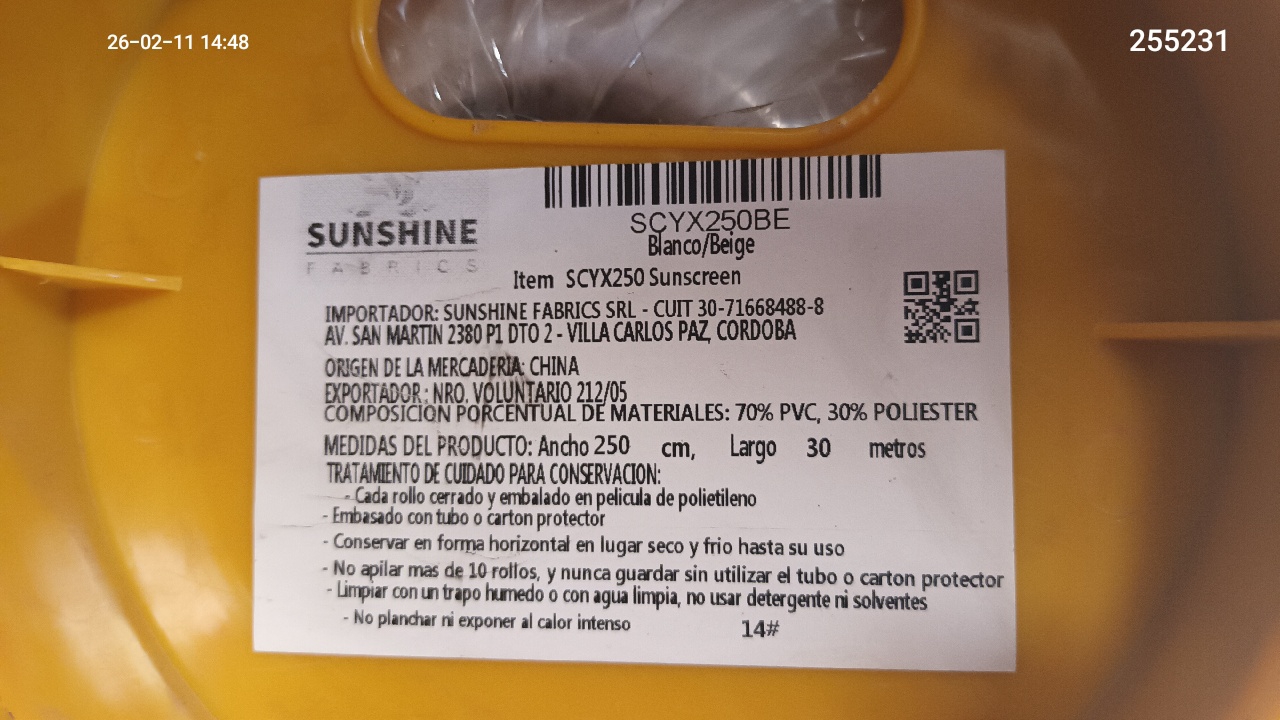 26-02-11 14:48
255231
SUNSHINE
FABRICS
SCYX250BE
Blanco/Beige
Item SCYX250 Sunscreen
IMPORTADOR: SUNSHINE FABRICS SRL - CUIT 30-71668488-8
AV. SAN MARTIN 2380 P1 DTO 2 - VILLA CARLOS PAZ, CORDOBA
ORIGEN DE LA MERCADERIA: CHINA
EXPORTADOR : NRO. VOLUNTARIO 212/05
COMPOSICION PORCENTUAL DE MATERIALES: 70% PVC, 30% POLIESTER
MEDIDAS DEL PRODUCTO: Ancho 250 cm, Largo 30 metros
TRATAMIENTO DE CUIDADO PARA CONSERVACION:
- Cada rollo cerrado y embalado en pelicula de polietileno
- Embasado con tubo o carton protector
- Conservar en forma horizontal en lugar seco y frio hasta su uso
- No apilar mas de 10 rollos, y nunca guardar sin utilizar el tubo o carton protector
- Limpiar con un trapo humedo o con agua limpia, no usar detergente ni solventes
- No planchar ni exponer al calor intenso 14#